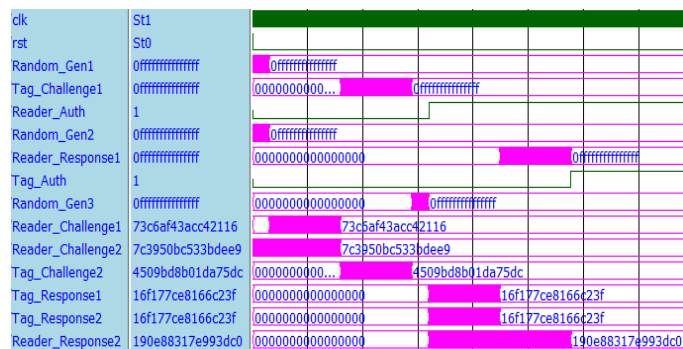 clk St1
rst St0
Random_Gen1 0fffffffffffffff 0fffffffffffffff
Tag_Challenge1 0fffffffffffffff 0000000000... 0fffffffffffffff
Reader_Auth 1
Random_Gen2 0fffffffffffffff 0fffffffffffffff
Reader_Response1 0fffffffffffffff 0000000000000000 0fffffffffffffff
Tag_Auth 1
Random_Gen3 0fffffffffffffff 0000000000000000 0fffffffffffffff
Reader_Challenge1 73c6af43acc42116 73c6af43acc42116
Reader_Challenge2 7c3950bc533bdee9 7c3950bc533bdee9
Tag_Challenge2 4509bd8b01da75dc 0000000000... 4509bd8b01da75dc
Tag_Response1 16f177ce8166c23f 0000000000000000 16f177ce8166c23f
Tag_Response2 16f177ce8166c23f 0000000000000000 16f177ce8166c23f
Reader_Response2 190e88317e993dc0 0000000000000000 190e88317e993dc0